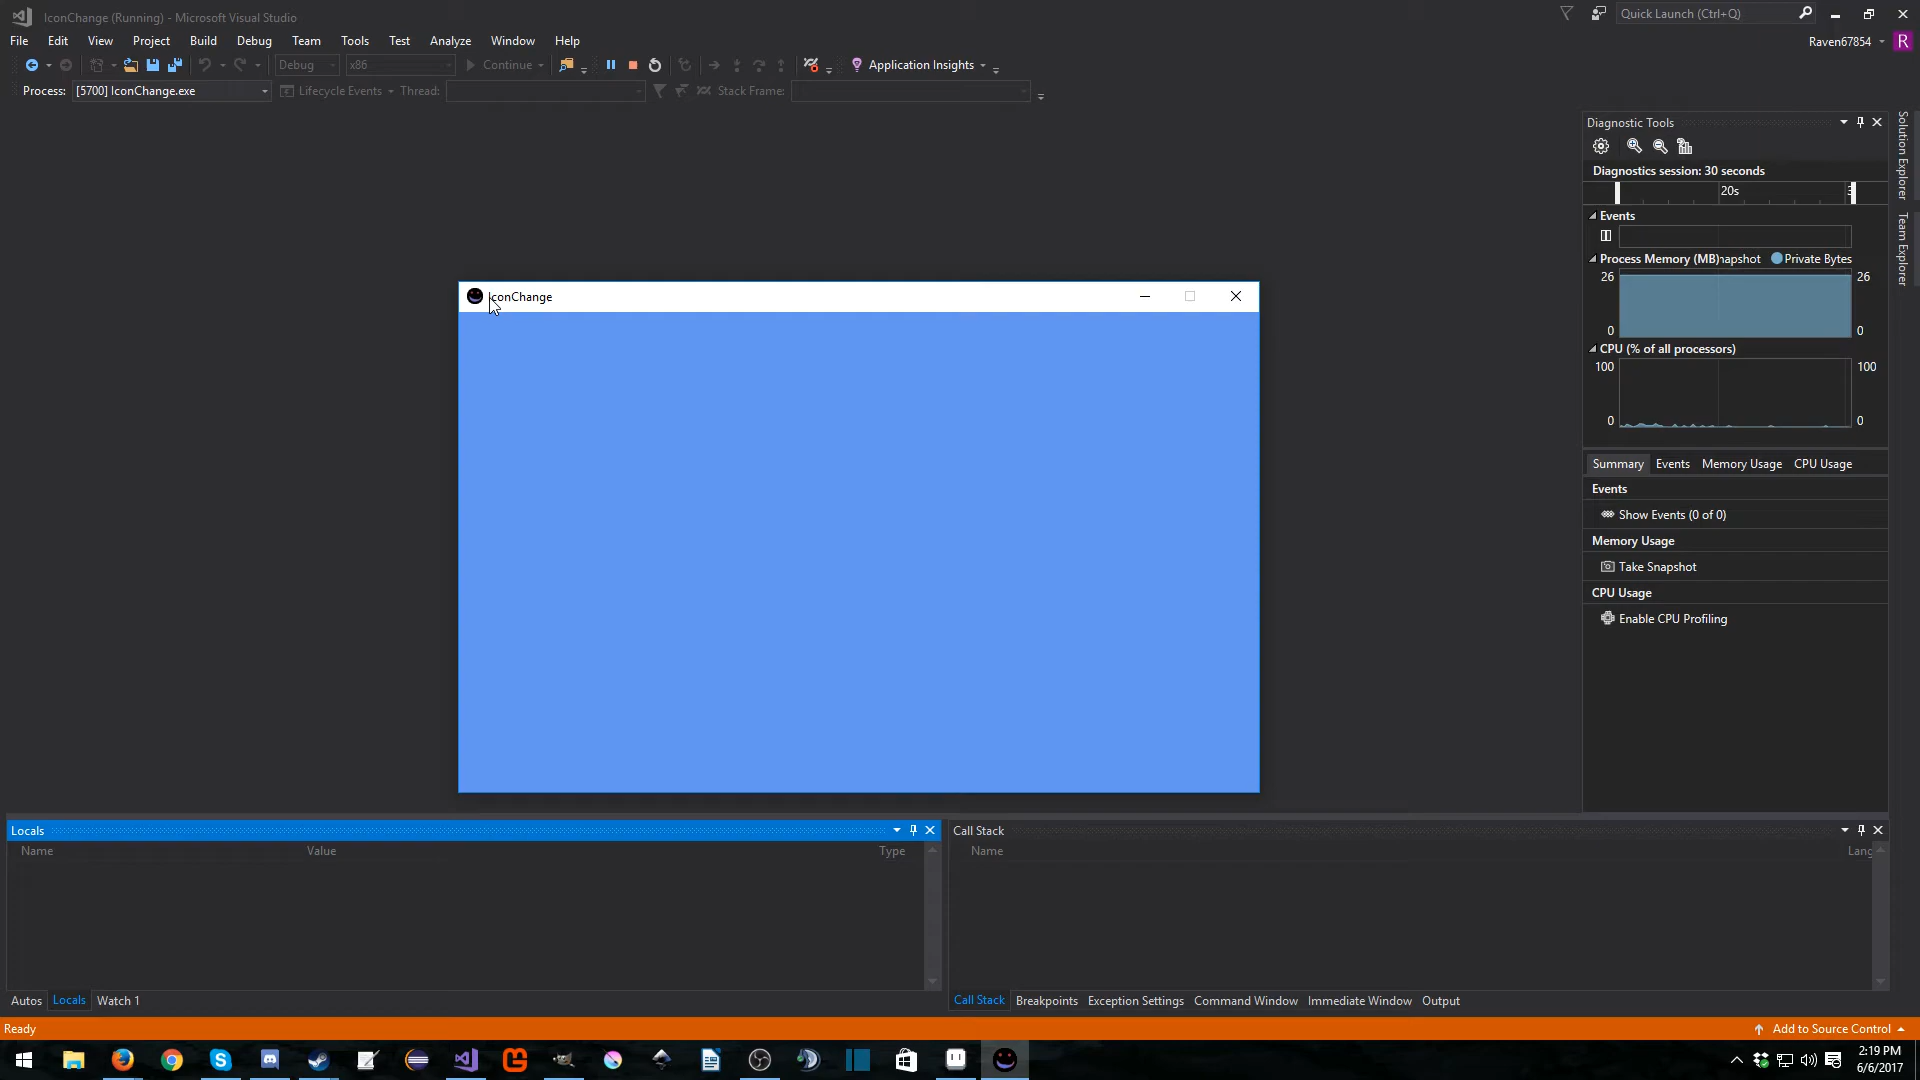 IconChange (Running) - Microsoft Visual Studio
Quick Launch (Ctrl+Q)
File Edit View Project Build Debug Team Tools Test Analyze Window Help
Raven67854 R
Debug x86 Continue Application Insights
Process: [5700] IconChange.exe Lifecycle Events Thread: Stack Frame:
Diagnostic Tools
Solution Explorer
Team Explorer
Diagnostics session: 30 seconds
20s
Events
Process Memory (MB) napshot Private Bytes
26 26
0 0
CPU (% of all processors)
100 100
0 0
Summary Events Memory Usage CPU Usage
Events
Show Events (0 of 0)
Memory Usage
Take Snapshot
CPU Usage
Enable CPU Profiling
IconChange
Locals
Name Value Type
Call Stack
Name Lang
Autos Locals Watch 1
Call Stack Breakpoints Exception Settings Command Window Immediate Window Output
Ready
Add to Source Control
2:19 PM
6/6/2017